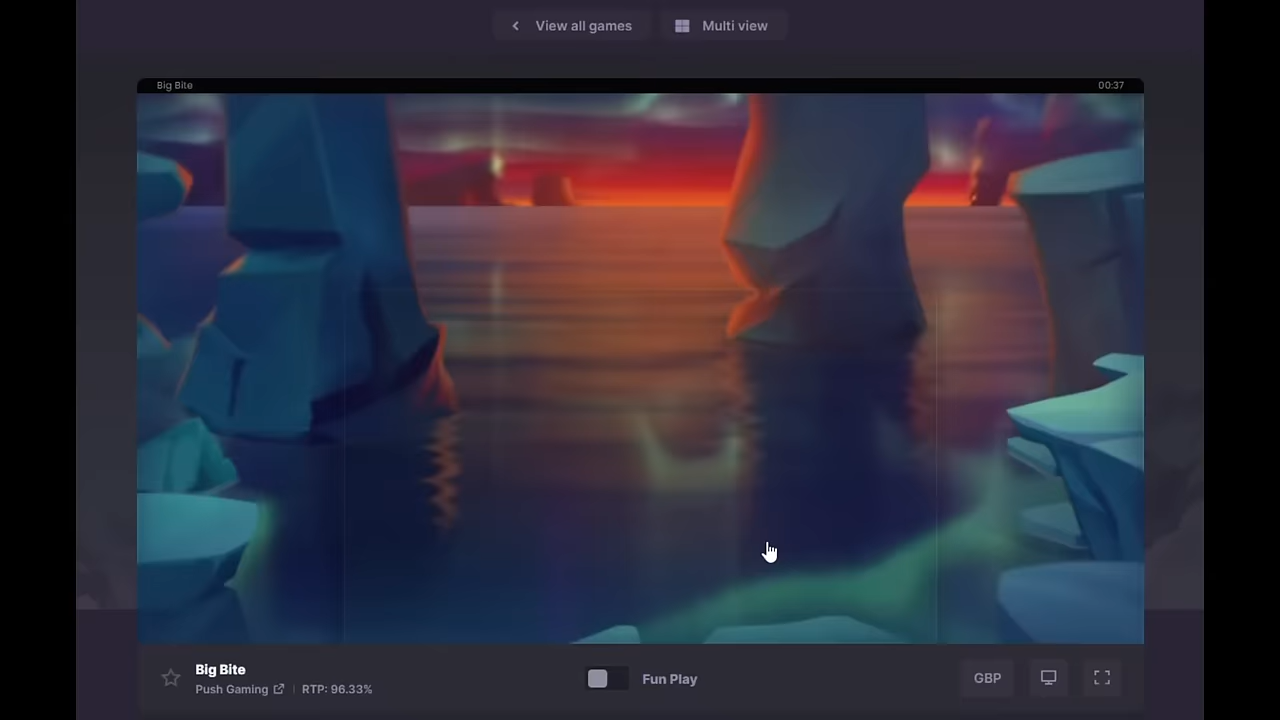 View all games
Multi view
Big Bite
00:37
Big Bite
Push Gaming
RTP: 96.33%
Fun Play
GBP